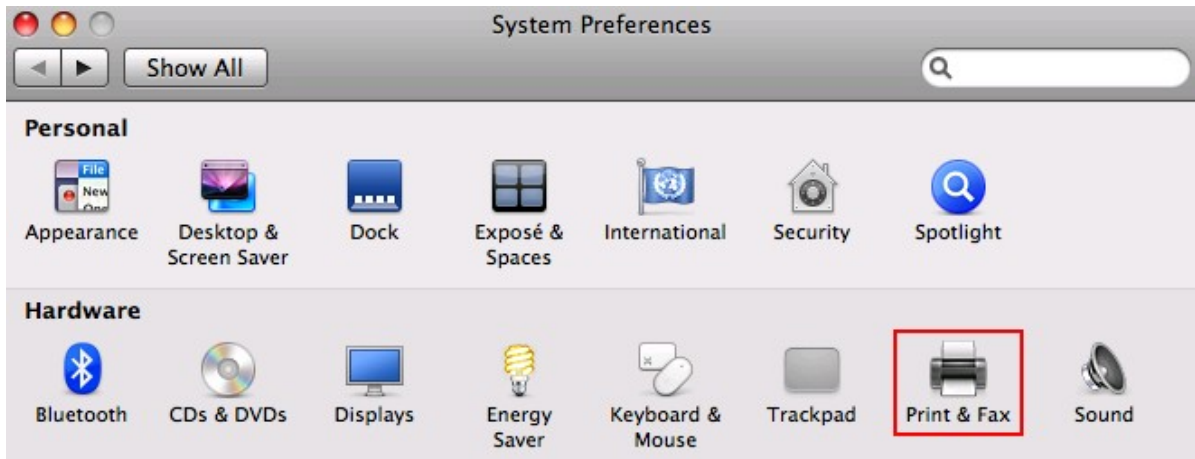 System Preferences
Show All
Personal
File
New
One
Appearance
Desktop &
Screen Saver
Dock
Exposé &
Spaces
International
Security
Spotlight
Hardware
Bluetooth
CDs & DVDs
Displays
Energy
Saver
Keyboard &
Mouse
Trackpad
Print & Fax
Sound